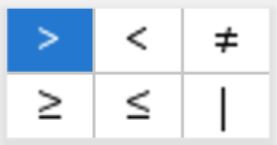 > < ≠
≥ ≤ |